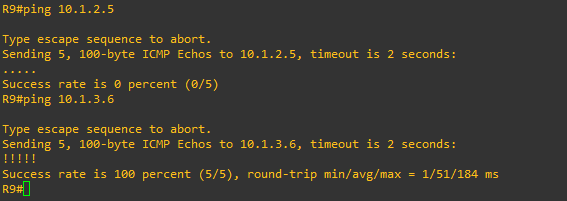 R9#ping 10.1.2.5
Type escape sequence to abort.
Sending 5, 100-byte ICMP Echos to 10.1.2.5, timeout is 2 seconds:
.....
Success rate is 0 percent (0/5)
R9#ping 10.1.3.6
Type escape sequence to abort.
Sending 5, 100-byte ICMP Echos to 10.1.3.6, timeout is 2 seconds:
!!!!!
Success rate is 100 percent (5/5), round-trip min/avg/max = 1/51/184 ms
R9#